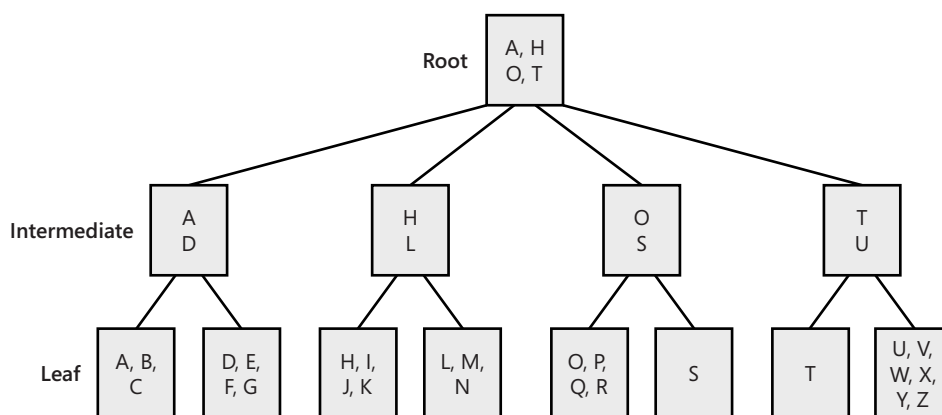 Root
A, H
O, T
Intermediate
A
D
H
L
O
S
T
U
Leaf
A, B,
C
D, E,
F, G
H, I,
J, K
L, M,
N
O, P,
Q, R
S
T
U, V,
W, X,
Y, Z